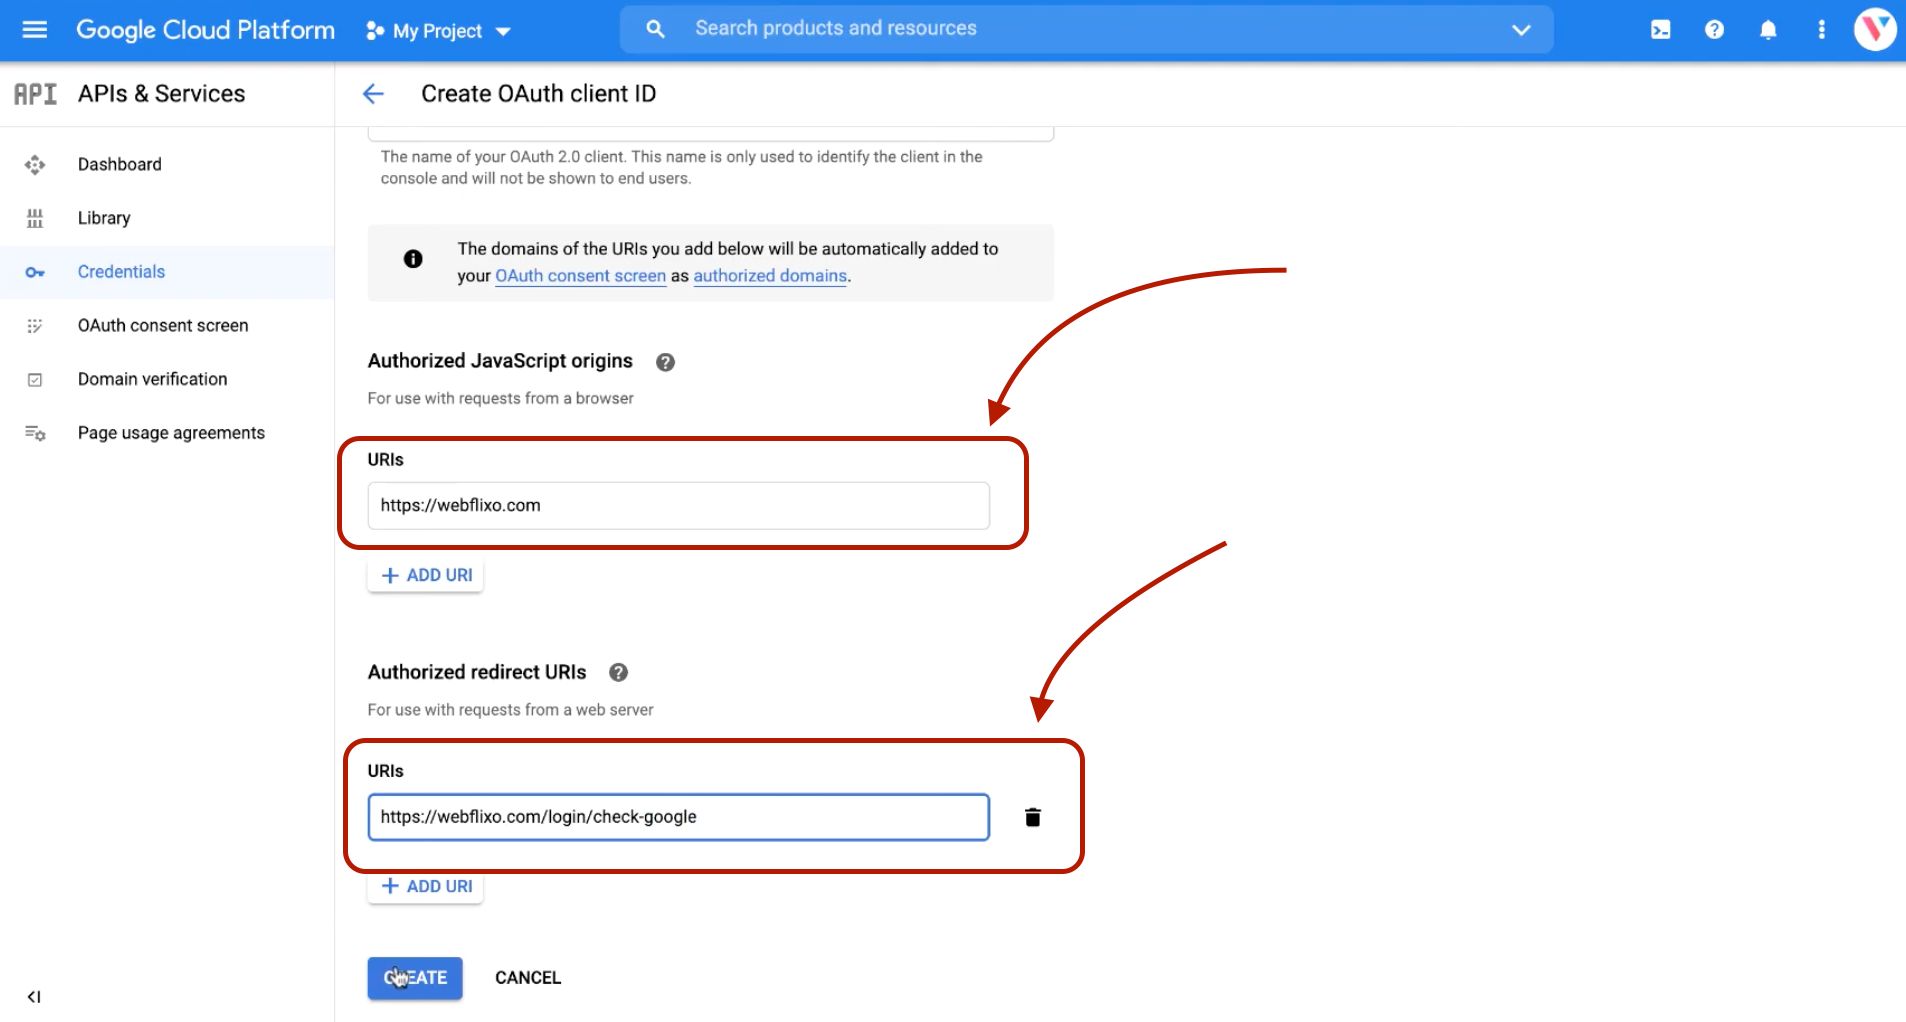 Google Cloud Platform
My Project
Search products and resources
API
APIs & Services
Create OAuth client ID
Dashboard
Library
Credentials
OAuth consent screen
Domain verification
Page usage agreements
The name of your OAuth 2.0 client. This name is only used to identify the client in the
console and will not be shown to end users.
The domains of the URIs you add below will be automatically added to
your OAuth consent screen as authorized domains.
Authorized JavaScript origins
For use with requests from a browser
URIs
https://webflixo.com
ADD URI
Authorized redirect URIs
For use with requests from a web server
URIs
https://webflixo.com/login/check-google
ADD URI
CREATE
CANCEL